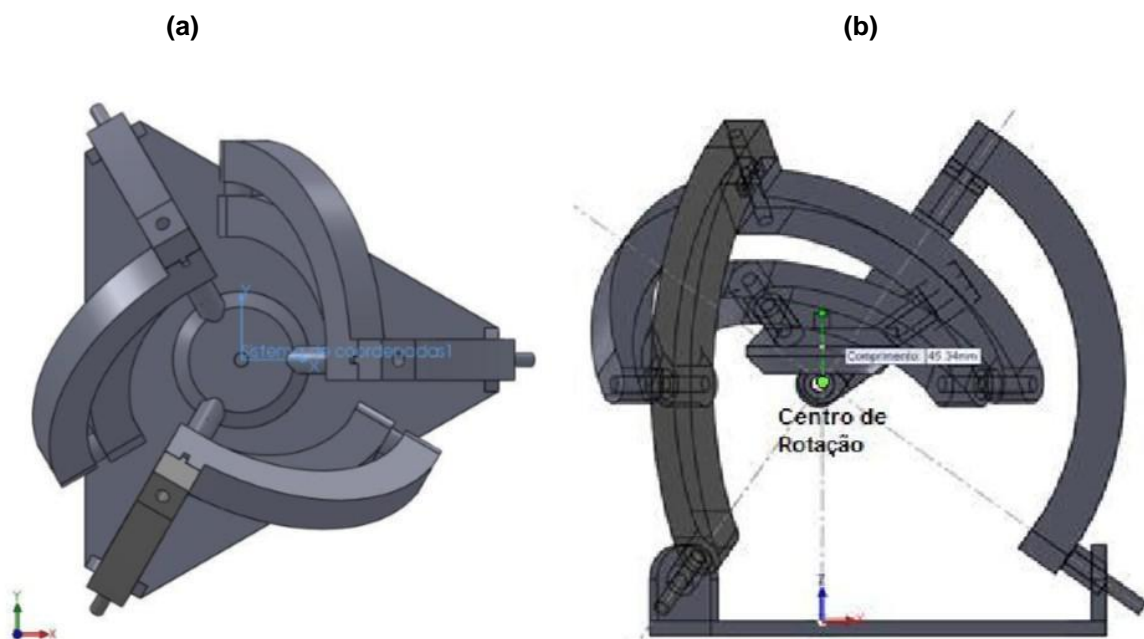 (a)
(b)
Y
Sistema de coordenadas1
X
Comprimento: 45.34mm
Centro de
Rotação
Y
X
Z
X